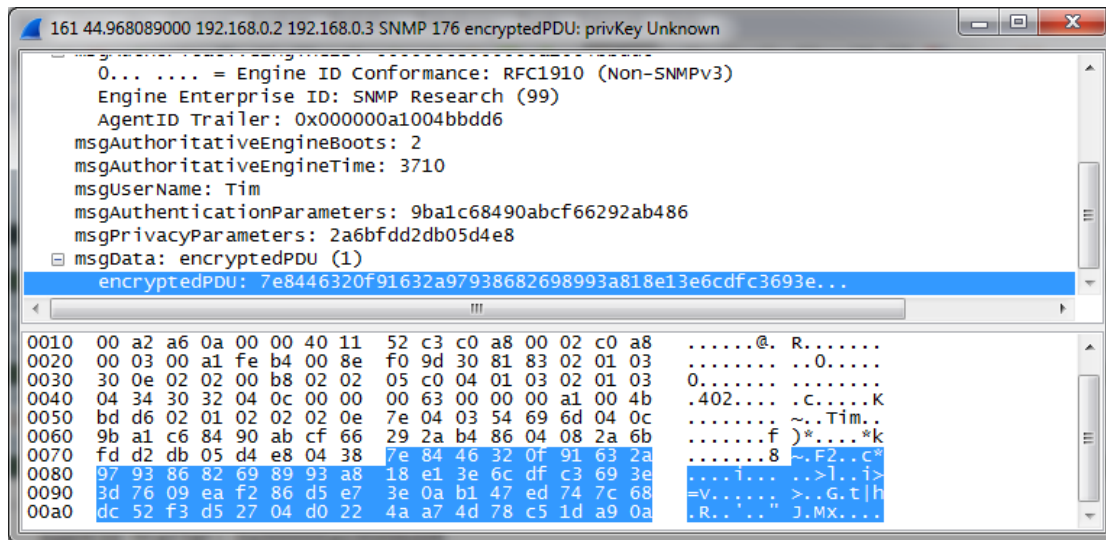 161 44.968089000 192.168.0.2 192.168.0.3 SNMP 176 encryptedPDU: privKey Unknown
0... .... = Engine ID Conformance: RFC1910 (Non-SNMPv3)
Engine Enterprise ID: SNMP Research (99)
AgentID Trailer: 0x000000a1004bbdd6
msgAuthoritativeEngineBoots: 2
msgAuthoritativeEngineTime: 3710
msgUserName: Tim
msgAuthenticationParameters: 9ba1c68490abcf66292ab486
msgPrivacyParameters: 2a6bfdd2db05d4e8
msgData: encryptedPDU (1)
encryptedPDU: 7e8446320f91632a97938682698993a818e13e6cdfc3693e...
0010 00 a2 a6 0a 00 00 40 11 52 c3 c0 a8 00 02 c0 a8 ......@. R.......
0020 00 03 00 a1 fe b4 00 8e f0 9d 30 81 83 02 01 03 ........ ..0.....
0030 30 0e 02 02 00 b8 02 02 05 c0 04 01 03 02 01 03 0....... ........
0040 04 34 30 32 04 0c 00 00 00 63 00 00 00 a1 00 4b .402.... .c.....K
0050 bd d6 02 01 02 02 02 0e 7e 04 03 54 69 6d 04 0c ........ ~..Tim..
0060 9b a1 c6 84 90 ab cf 66 29 2a b4 86 04 08 2a 6b .......f )*....*k
0070 fd d2 db 05 d4 e8 04 38 7e 84 46 32 0f 91 63 2a .......8 ~.F2..c*
0080 97 93 86 82 69 89 93 a8 18 e1 3e 6c df c3 69 3e ....i... ..>l..i>
0090 3d 76 09 ea f2 86 d5 e7 3e 0a b1 47 ed 74 7c 68 =v...... >..G.t|h
00a0 dc 52 f3 d5 27 04 d0 22 4a a7 4d 78 c5 1d a9 0a .R..'.." J.Mx....